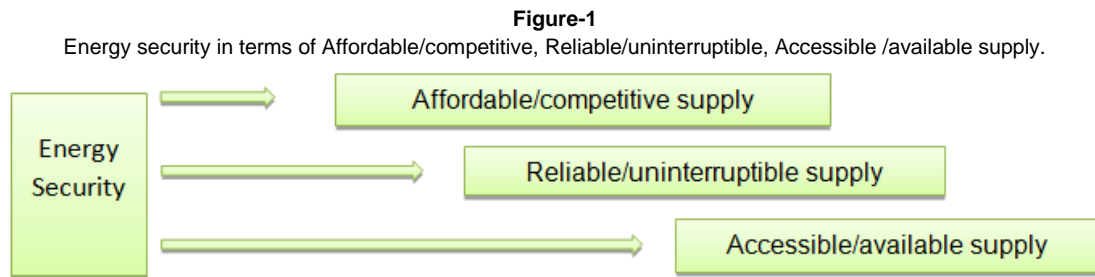 Figure-1
Energy security in terms of Affordable/competitive, Reliable/uninterruptible, Accessible /available supply.
Affordable/competitive supply
Energy
Security
Reliable/uninterruptible supply
Accessible/available supply